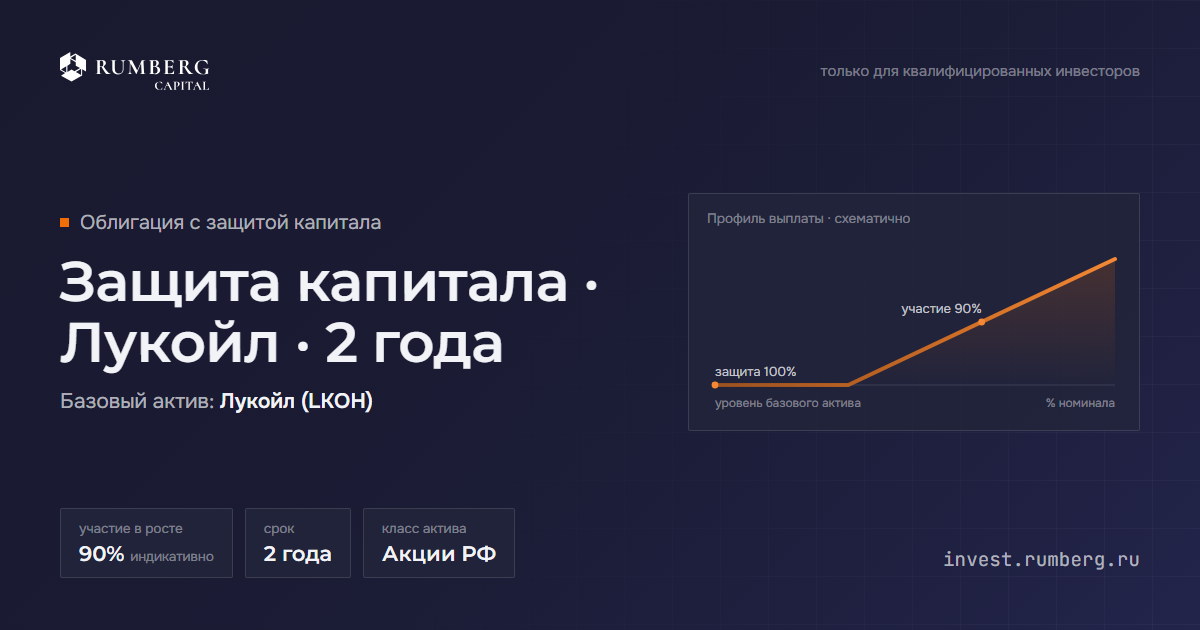 RUMBERG
CAPITAL
только для квалифицированных инвесторов
Облигация с защитой капитала
Защита капитала ·
Лукойл · 2 года
Базовый актив: Лукойл (LKOH)
Профиль выплаты · схематично
участие 90%
защита 100%
уровень базового актива
% номинала
участие в росте
90% индикативно
срок
2 года
класс актива
Акции РФ
invest.rumberg.ru